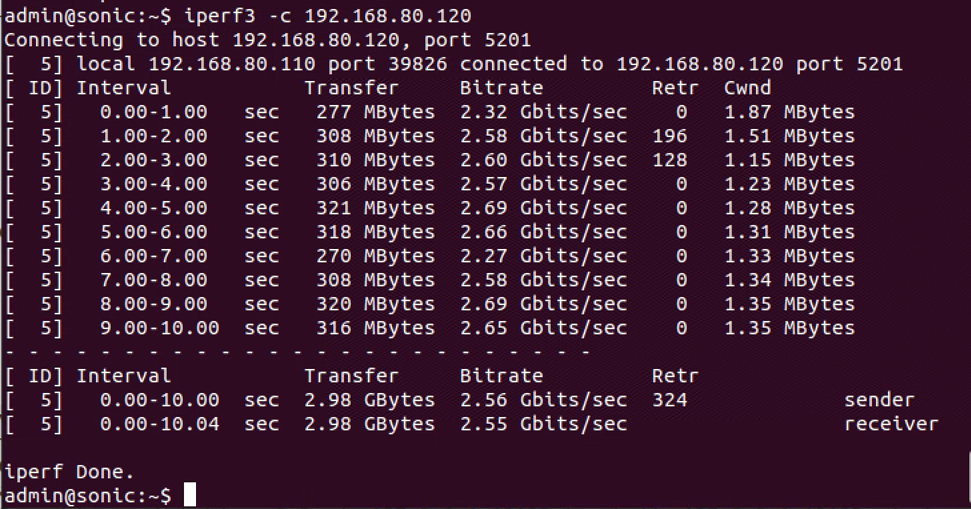 admin@sonic:~$ iperf3 -c 192.168.80.120
Connecting to host 192.168.80.120, port 5201
[  5] local 192.168.80.110 port 39826 connected to 192.168.80.120 port 5201
[ ID] Interval           Transfer     Bitrate         Retr  Cwnd
[  5]   0.00-1.00   sec   277 MBytes  2.32 Gbits/sec    0   1.87 MBytes
[  5]   1.00-2.00   sec   308 MBytes  2.58 Gbits/sec  196   1.51 MBytes
[  5]   2.00-3.00   sec   310 MBytes  2.60 Gbits/sec  128   1.15 MBytes
[  5]   3.00-4.00   sec   306 MBytes  2.57 Gbits/sec    0   1.23 MBytes
[  5]   4.00-5.00   sec   321 MBytes  2.69 Gbits/sec    0   1.28 MBytes
[  5]   5.00-6.00   sec   318 MBytes  2.66 Gbits/sec    0   1.31 MBytes
[  5]   6.00-7.00   sec   270 MBytes  2.27 Gbits/sec    0   1.33 MBytes
[  5]   7.00-8.00   sec   308 MBytes  2.58 Gbits/sec    0   1.34 MBytes
[  5]   8.00-9.00   sec   320 MBytes  2.69 Gbits/sec    0   1.35 MBytes
[  5]   9.00-10.00  sec   316 MBytes  2.65 Gbits/sec    0   1.35 MBytes
- - - - - - - - - - - - - - - - - - - - - - - - -
[ ID] Interval           Transfer     Bitrate         Retr
[  5]   0.00-10.00  sec  2.98 GBytes  2.56 Gbits/sec  324             sender
[  5]   0.00-10.04  sec  2.98 GBytes  2.55 Gbits/sec                  receiver
iperf Done.
admin@sonic:~$